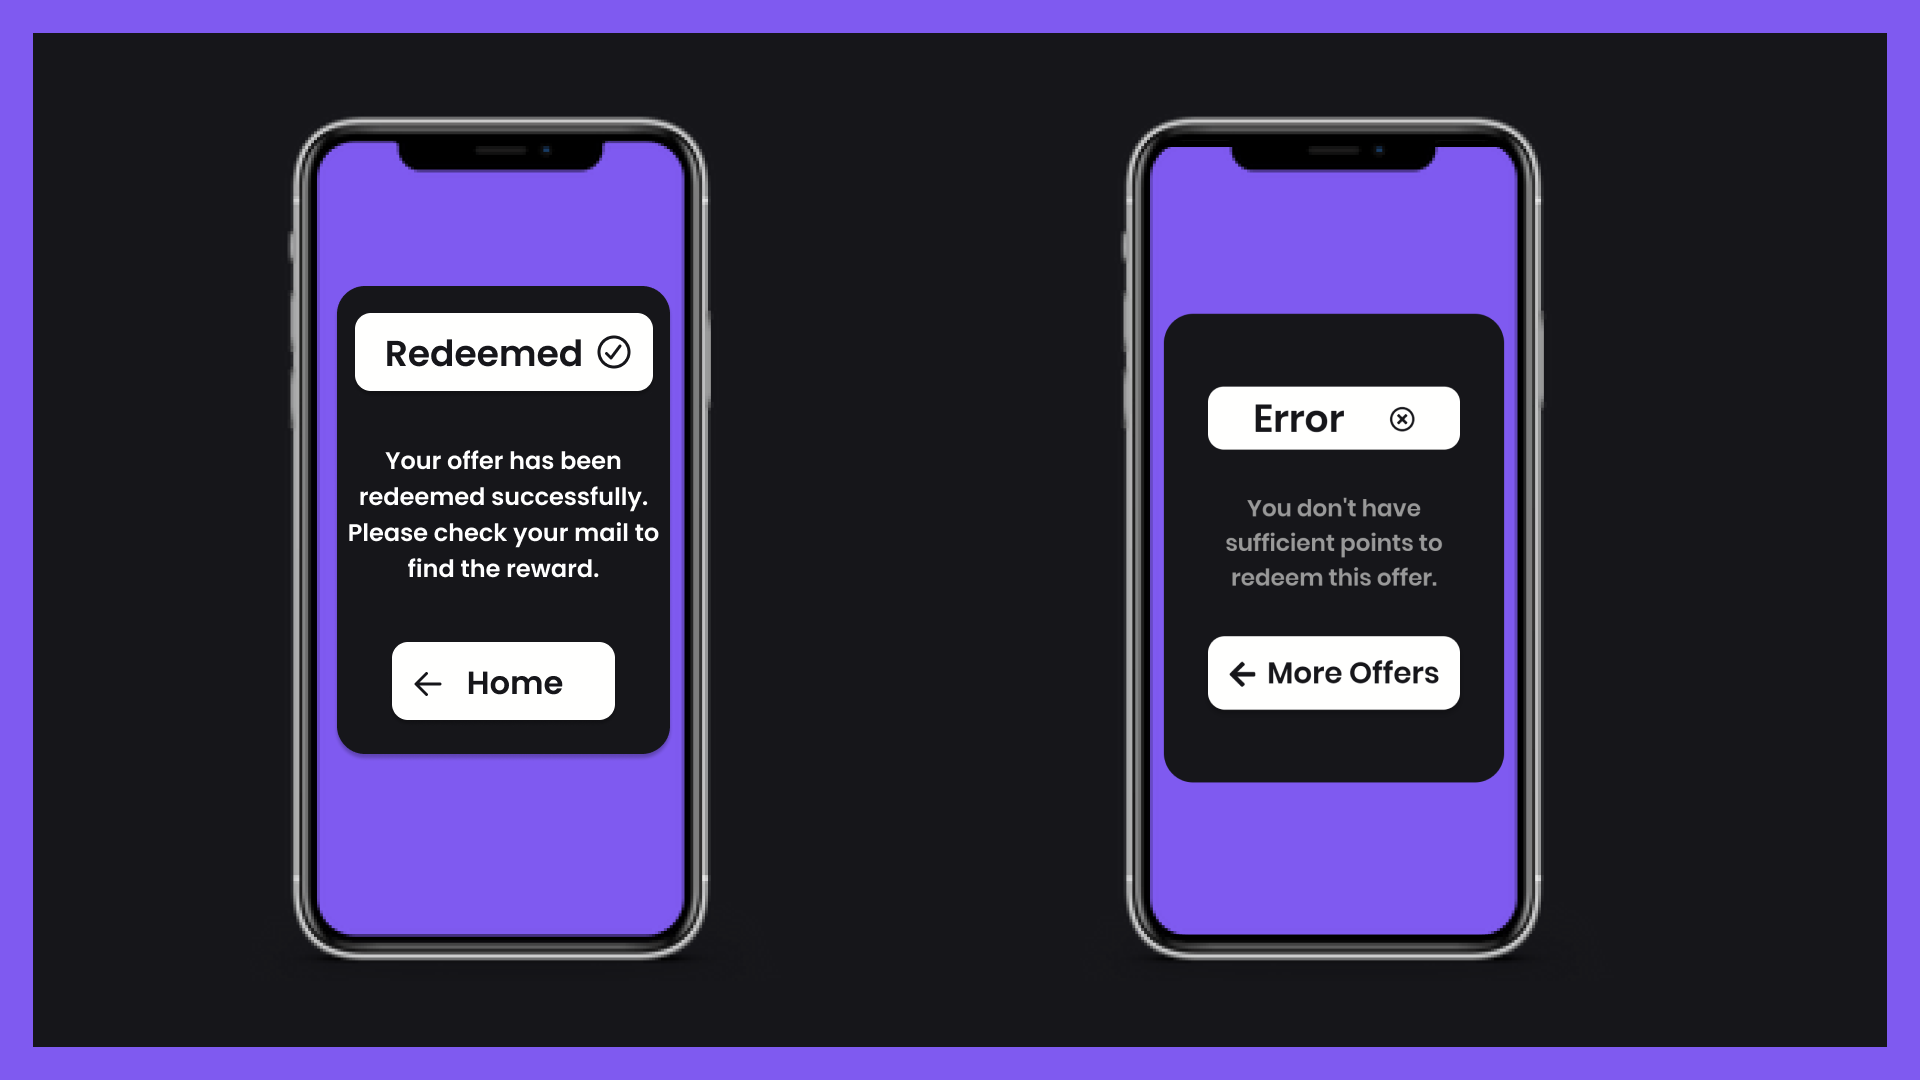 Redeemed
Your offer has been
redeemed successfully.
Please check your mail to
find the reward.
Home
Error
You don't have
sufficient points to
redeem this offer.
More Offers